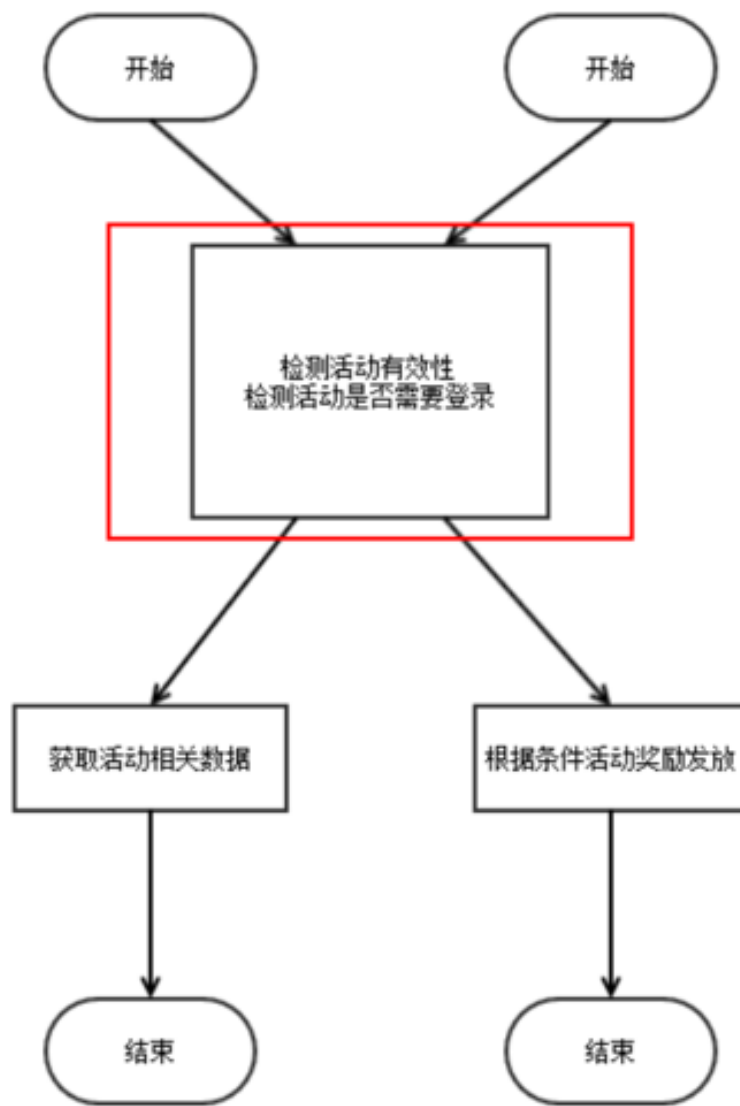 开始
开始
检测活动有效性
检测活动是否需要登录
获取活动相关数据
根据条件活动奖励发放
结束
结束